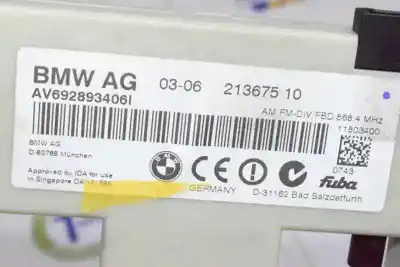 BMW AG 03-06 213675 10
AV692893406I
AM FM-DIV FBD 868.4 MHz
11803400
BMW AG
D-80788 München
0743
Approved by IDA for use
in Singapore
GERMANY
D-31162 Bad Salzdetfurth
fuba